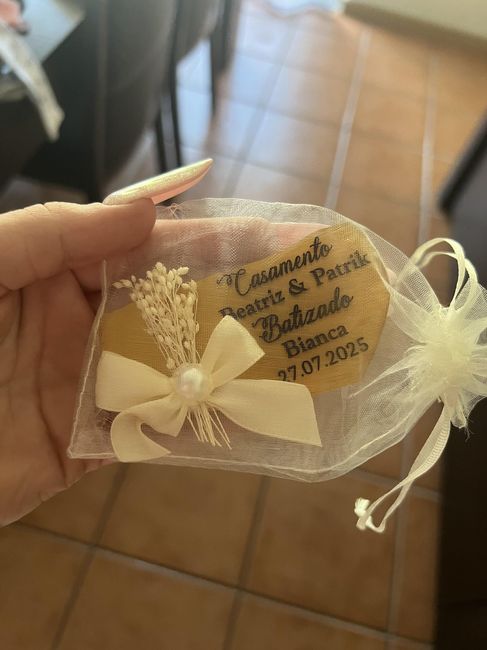 Casamento
Beatriz & Patrik
Batizado
Bianca
27.07.2025